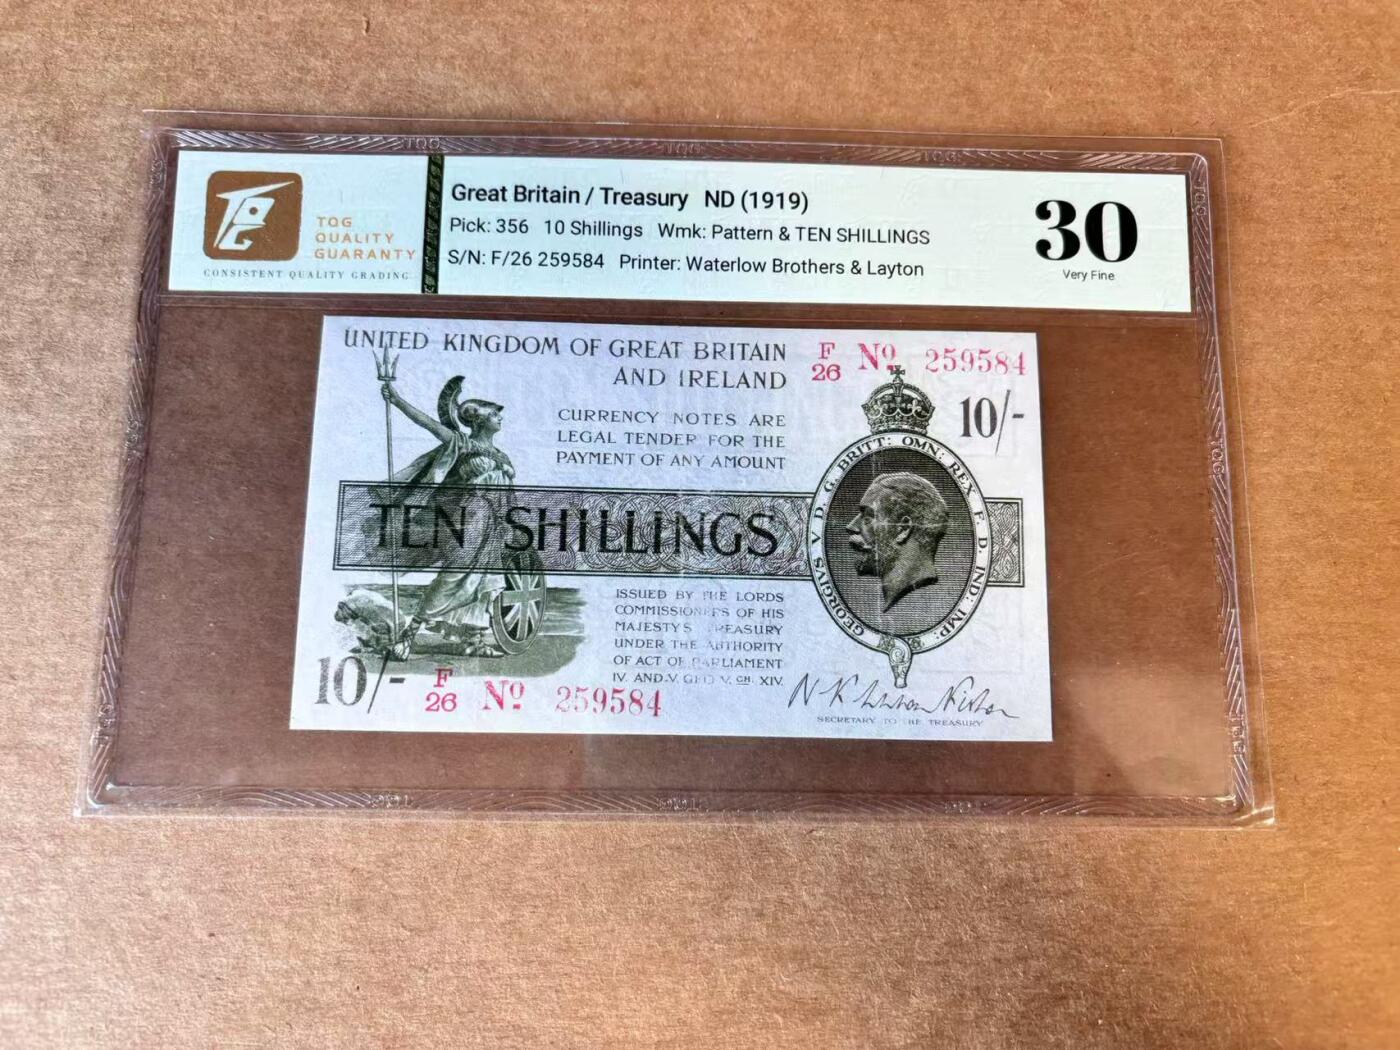 TQG
QUALITY
GUARANTY
CONSISTENT QUALITY GRADING
Great Britain / Treasury ND (1919)
Pick: 356 10 Shillings Wmk: Pattern & TEN SHILLINGS
S/N: F/26 259584 Printer: Waterlow Brothers & Layton
30
Very Fine
UNITED KINGDOM OF GREAT BRITAIN
AND IRELAND
F
26 No 259584
10/-
CURRENCY NOTES ARE
LEGAL TENDER FOR THE
PAYMENT OF ANY AMOUNT
TEN SHILLINGS
GEORGIVS V D. G. BRITT: OMN: REX F. D. IND: IMP:
ISSUED BY THE LORDS
COMMISSIONERS OF HIS
MAJESTY'S TREASURY
UNDER THE AUTHORITY
OF ACT OF PARLIAMENT
IV. AND.V. GEO V. CH. XIV.
10/-
F
26 No 259584
SECRETARY TO THE TREASURY